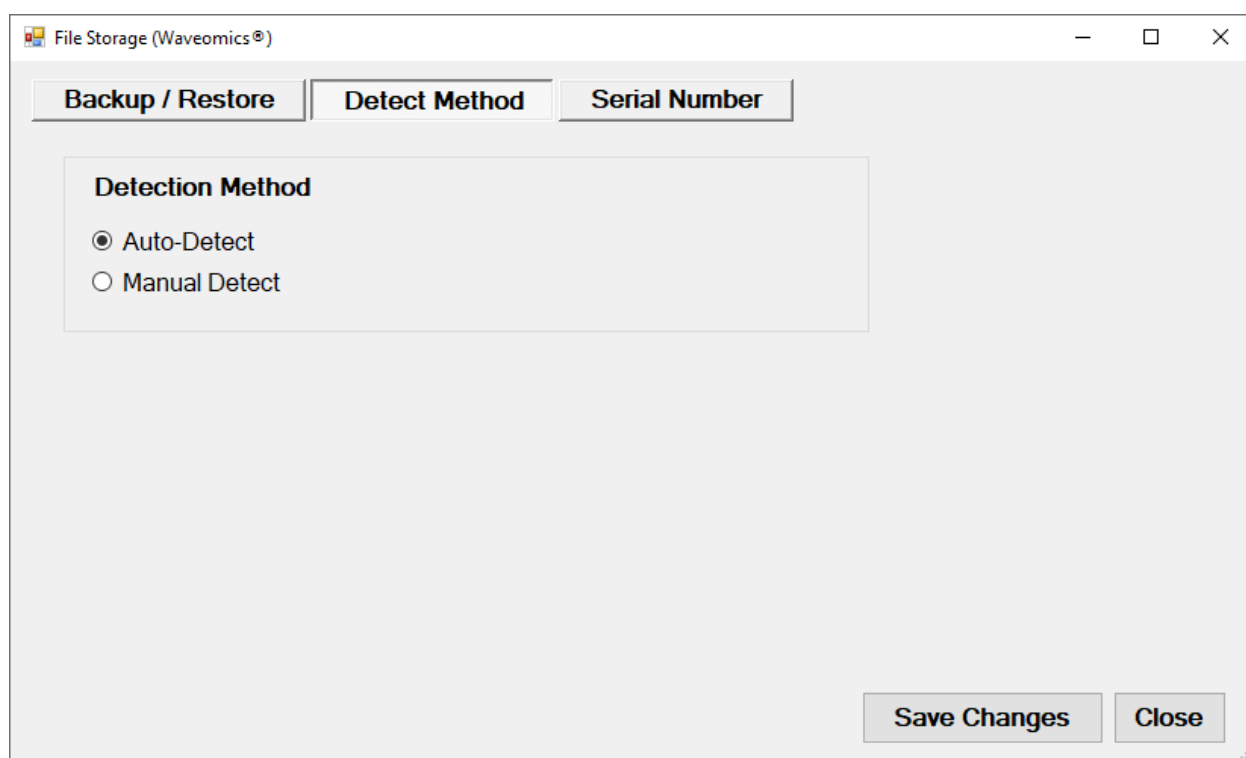 File Storage (Waveomics®)
Backup / Restore Detect Method Serial Number
Detection Method
Auto-Detect
Manual Detect
Save Changes Close